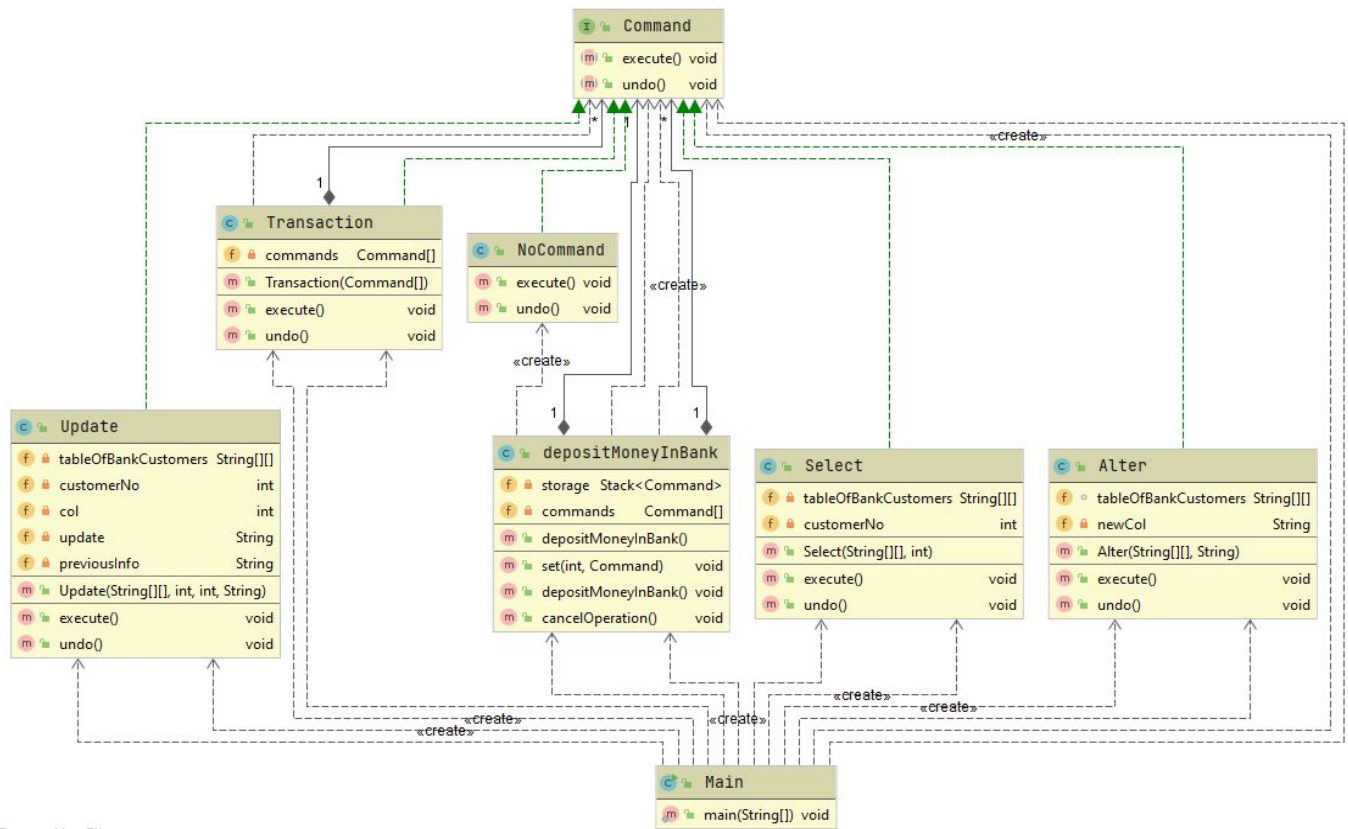 Command
execute() void
undo() void
*
1
*
«create»
1
Transaction
commands Command[]
Transaction(Command[])
execute() void
undo() void
NoCommand
execute() void
undo() void
«create»
«create»
1
1
Update
tableOfBankCustomers String[][]
customerNo int
col int
update String
previousInfo String
Update(String[][], int, int, String)
execute() void
undo() void
depositMoneyInBank
storage Stack<Command>
commands Command[]
depositMoneyInBank()
set(int, Command) void
depositMoneyInBank() void
cancelOperation() void
Select
tableOfBankCustomers String[][]
customerNo int
Select(String[][], int)
execute() void
undo() void
Alter
tableOfBankCustomers String[][]
newCol String
Alter(String[][], String)
execute() void
undo() void
«create»
«create»
«create»
«create»
«create»
Main
main(String[]) void